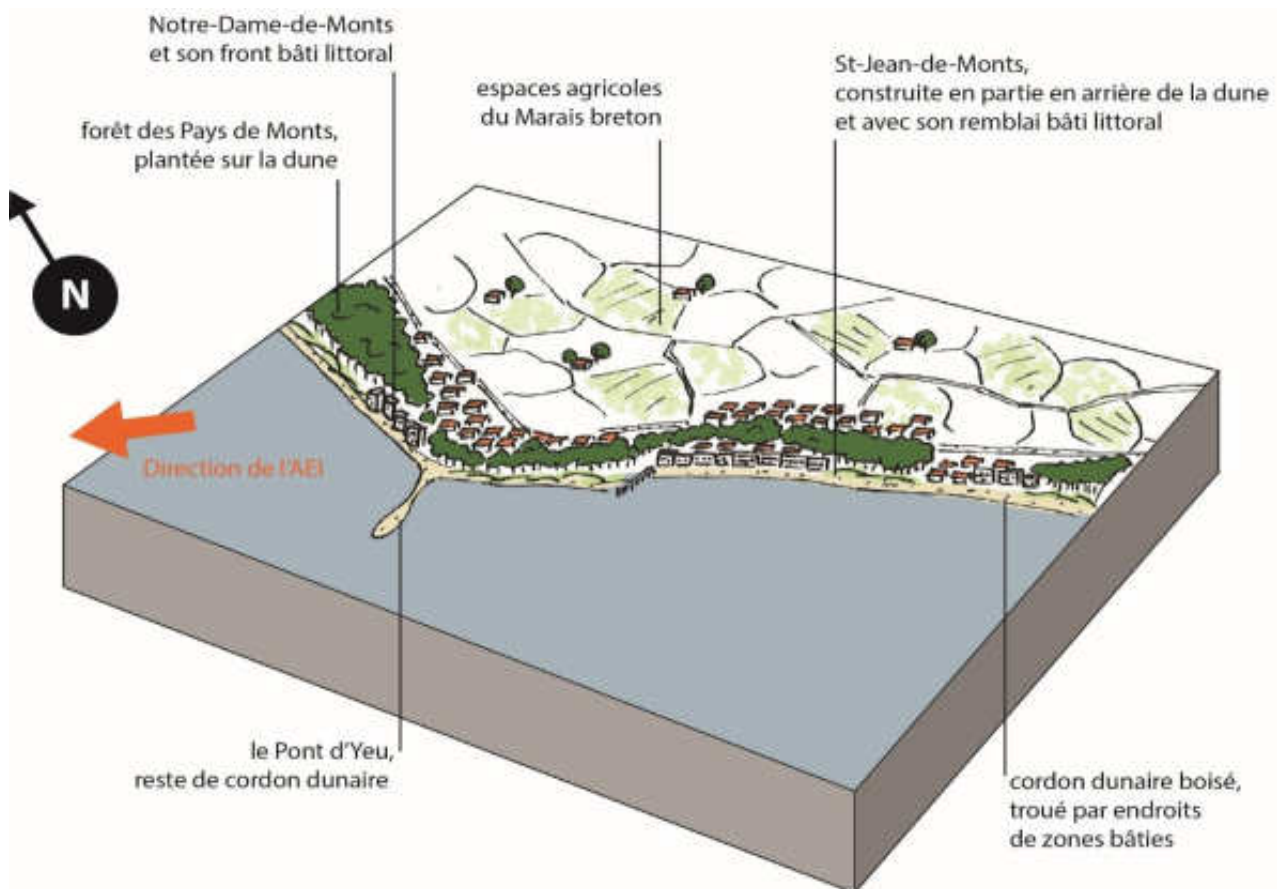 Notre-Dame-de-Monts
et son front bâti littoral
espaces agricoles
du Marais breton
St-Jean-de-Monts,
construite en partie en arrière de la dune
et avec son remblai bâti littoral
forêt des Pays de Monts,
plantée sur la dune
N
Direction de l'AEI
le Pont d'Yeu,
reste de cordon dunaire
cordon dunaire boisé,
troué par endroits
de zones bâties